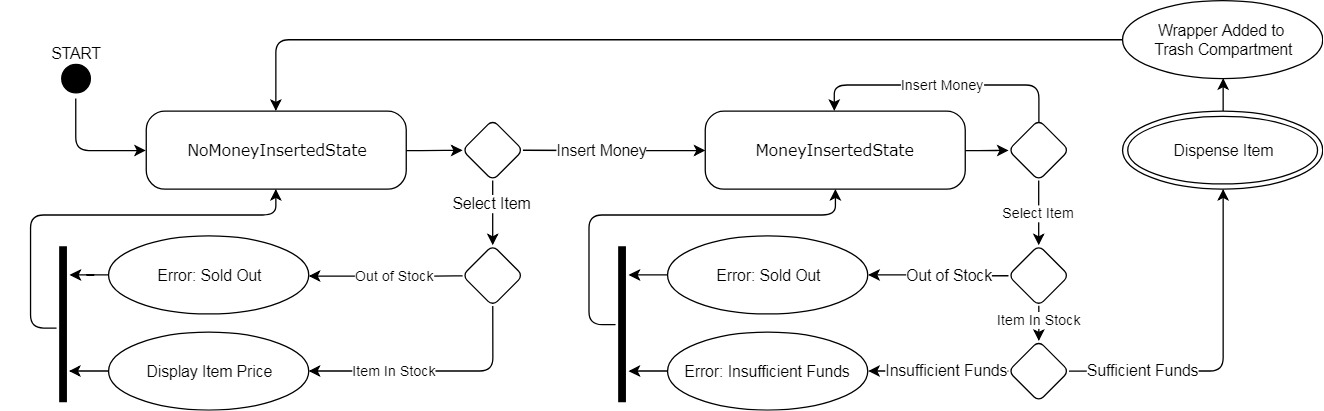 START
Wrapper Added to
Trash Compartment
Insert Money
NoMoneyInsertedState
Insert Money
MoneyInsertedState
Dispense Item
Select Item
Select Item
Error: Sold Out
Out of Stock
Error: Sold Out
Out of Stock
Item In Stock
Display Item Price
Item In Stock
Error: Insufficient Funds
Insufficient Funds
Sufficient Funds